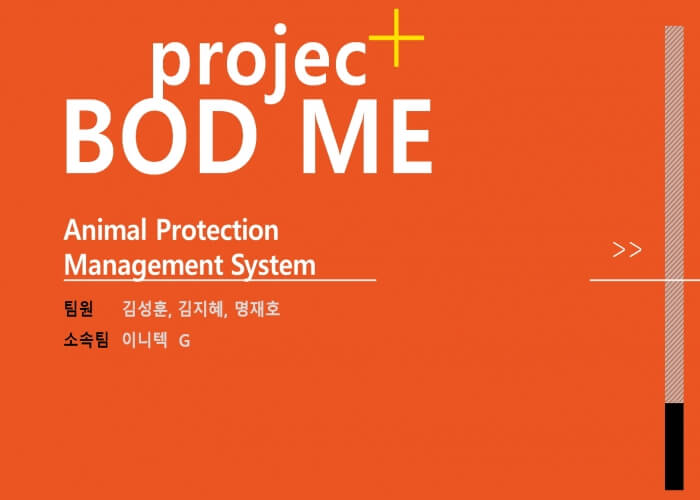 projec+
BOD ME
Animal Protection
Management System
>>
팀원 김성훈, 김지혜, 명재호
소속팀 이니텍 G